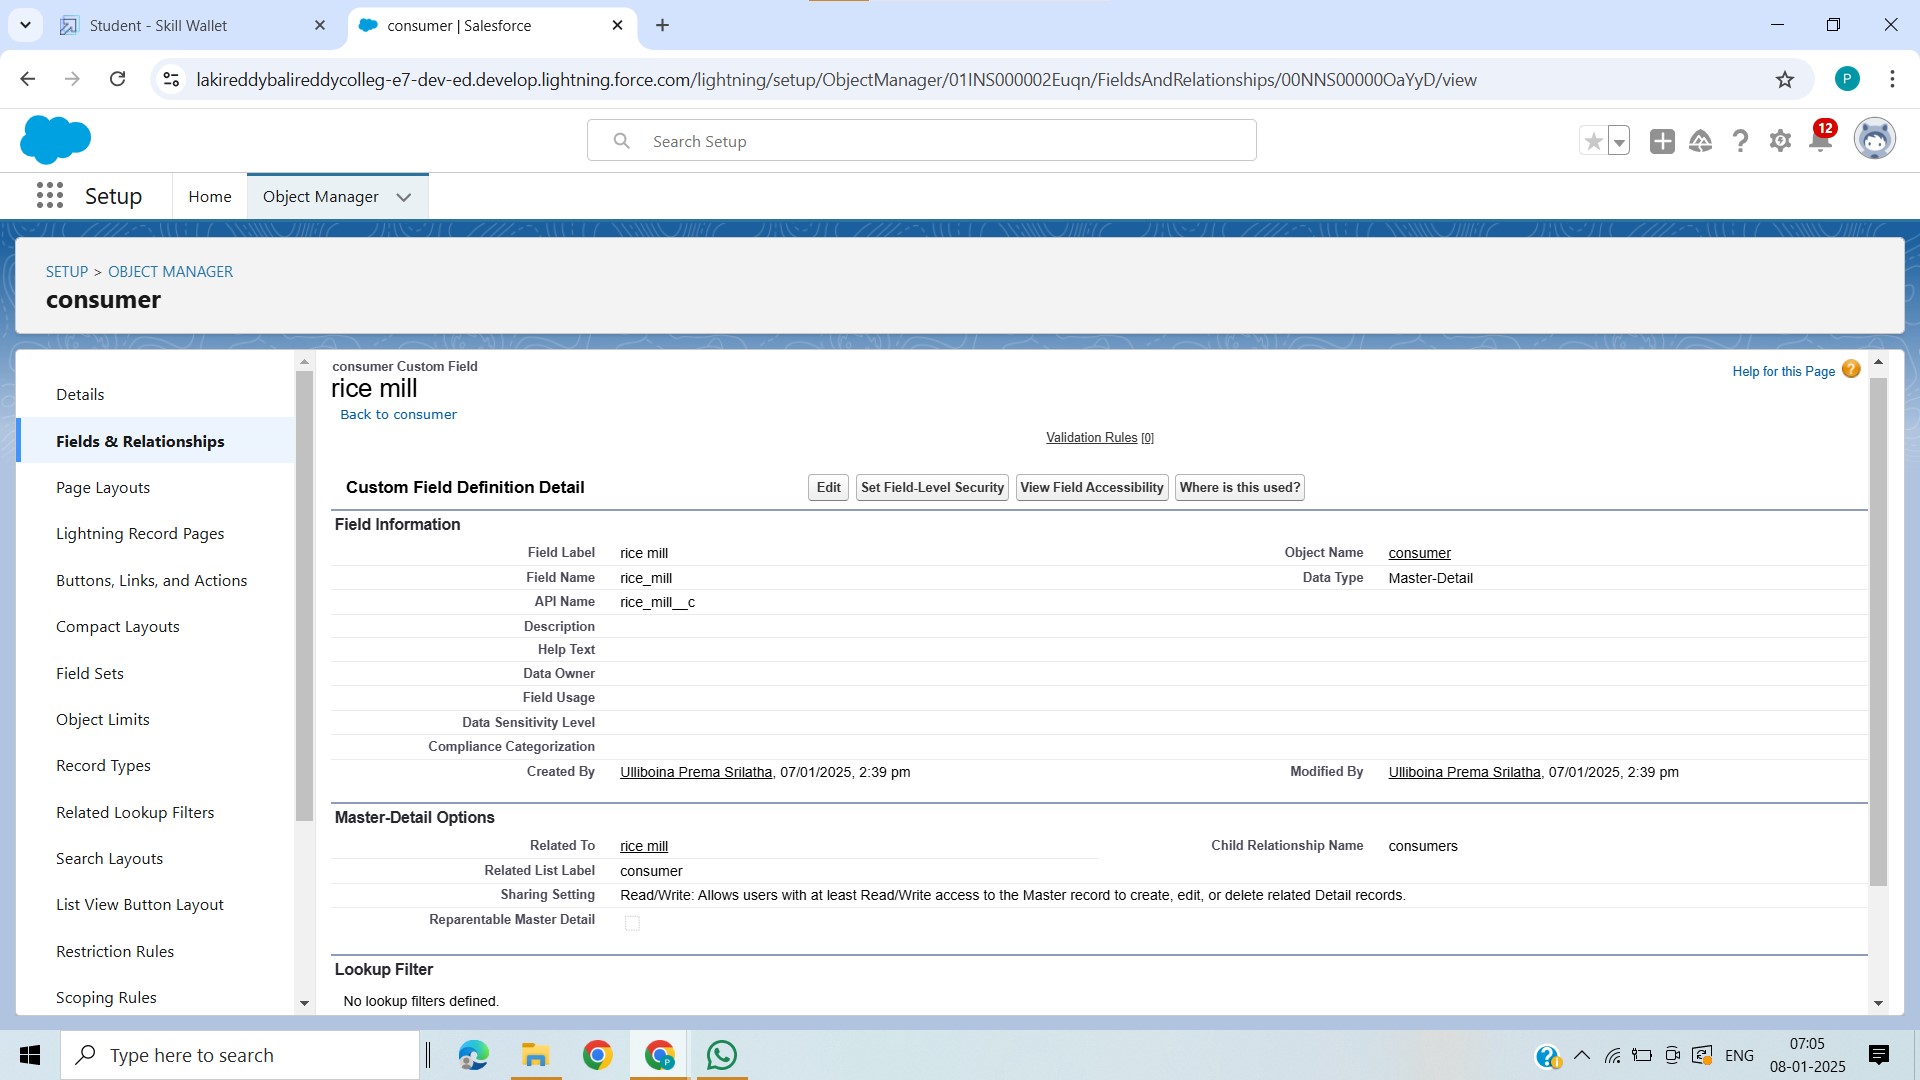 Student - Skill Wallet
consumer | Salesforce
lakireddybalireddycolleg-e7-dev-ed.develop.lightning.force.com/lightning/setup/ObjectManager/01INS000002Euqn/FieldsAndRelationships/00NNS00000OaYyD/view
P
Search Setup
12
Setup
Home
Object Manager
SETUP > OBJECT MANAGER
consumer
Details
Fields & Relationships
Page Layouts
Lightning Record Pages
Buttons, Links, and Actions
Compact Layouts
Field Sets
Object Limits
Record Types
Related Lookup Filters
Search Layouts
List View Button Layout
Restriction Rules
Scoping Rules
consumer Custom Field
rice mill
Back to consumer
Help for this Page ?
Validation Rules [0]
Custom Field Definition Detail
Edit
Set Field-Level Security
View Field Accessibility
Where is this used?
Field Information
Field Label rice mill
Object Name consumer
Field Name rice_mill
Data Type Master-Detail
API Name rice_mill__c
Description
Help Text
Data Owner
Field Usage
Data Sensitivity Level
Compliance Categorization
Created By Ulliboina Prema Srilatha, 07/01/2025, 2:39 pm
Modified By Ulliboina Prema Srilatha, 07/01/2025, 2:39 pm
Master-Detail Options
Related To rice mill
Child Relationship Name consumers
Related List Label consumer
Sharing Setting Read/Write: Allows users with at least Read/Write access to the Master record to create, edit, or delete related Detail records.
Reparentable Master Detail
Lookup Filter
No lookup filters defined.
Type here to search
ENG
07:05
08-01-2025